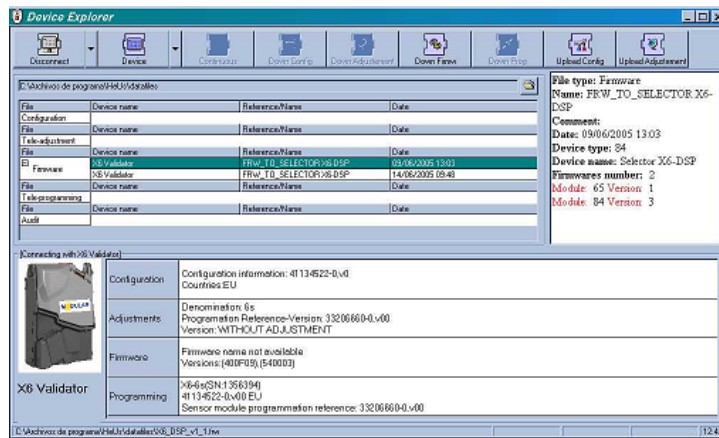 Device Explorer
Disconnect Device Continuous Down Config Down Adjustement Down Firmw Down Prog Upload Config Upload Adjustement
C:\Archivos de programa\HeUs\datafiles
File Device name Reference/Name Date
Configuration
File Device name Reference/Name Date
Tele-adjustment
File Device name Reference/Name Date
Firmware X6 Validator FRW_TO_SELECTOR X6-DSP 09/06/2005 13:03
X6 Validator FRW_TO_SELECTOR X6-DSP 14/06/2005 09:48
File Device name Reference/Name Date
Tele-programming
File Device name Reference/Name Date
Audit
File type: Firmware
Name: FRW_TO_SELECTOR X6-
DSP
Comment:
Date: 09/06/2005 13:03
Device type: 84
Device name: Selector X6-DSP
Firmwares number: 2
Module: 65 Version: 1
Module: 84 Version: 3
[Connecting with X6 Validator]
MODULAR
X6 Validator
Configuration
Configuration information: 41134522-0,v0
Countries:EU
Adjustments
Denomination: 6s
Programation Reference-Version: 33206660-0.v00
Version: WITHOUT ADJUSTMENT
Firmware
Firmware name not available
Versions:(400F09),(540003)
Programming
X6-6s(SN:1356394)
41134522-0.v00 EU
Sensor module programmation reference: 33206660-0.v00
C:\Archivos de programa\HeUs\datafiles\X6_DSP_v1_1.frw
12:4